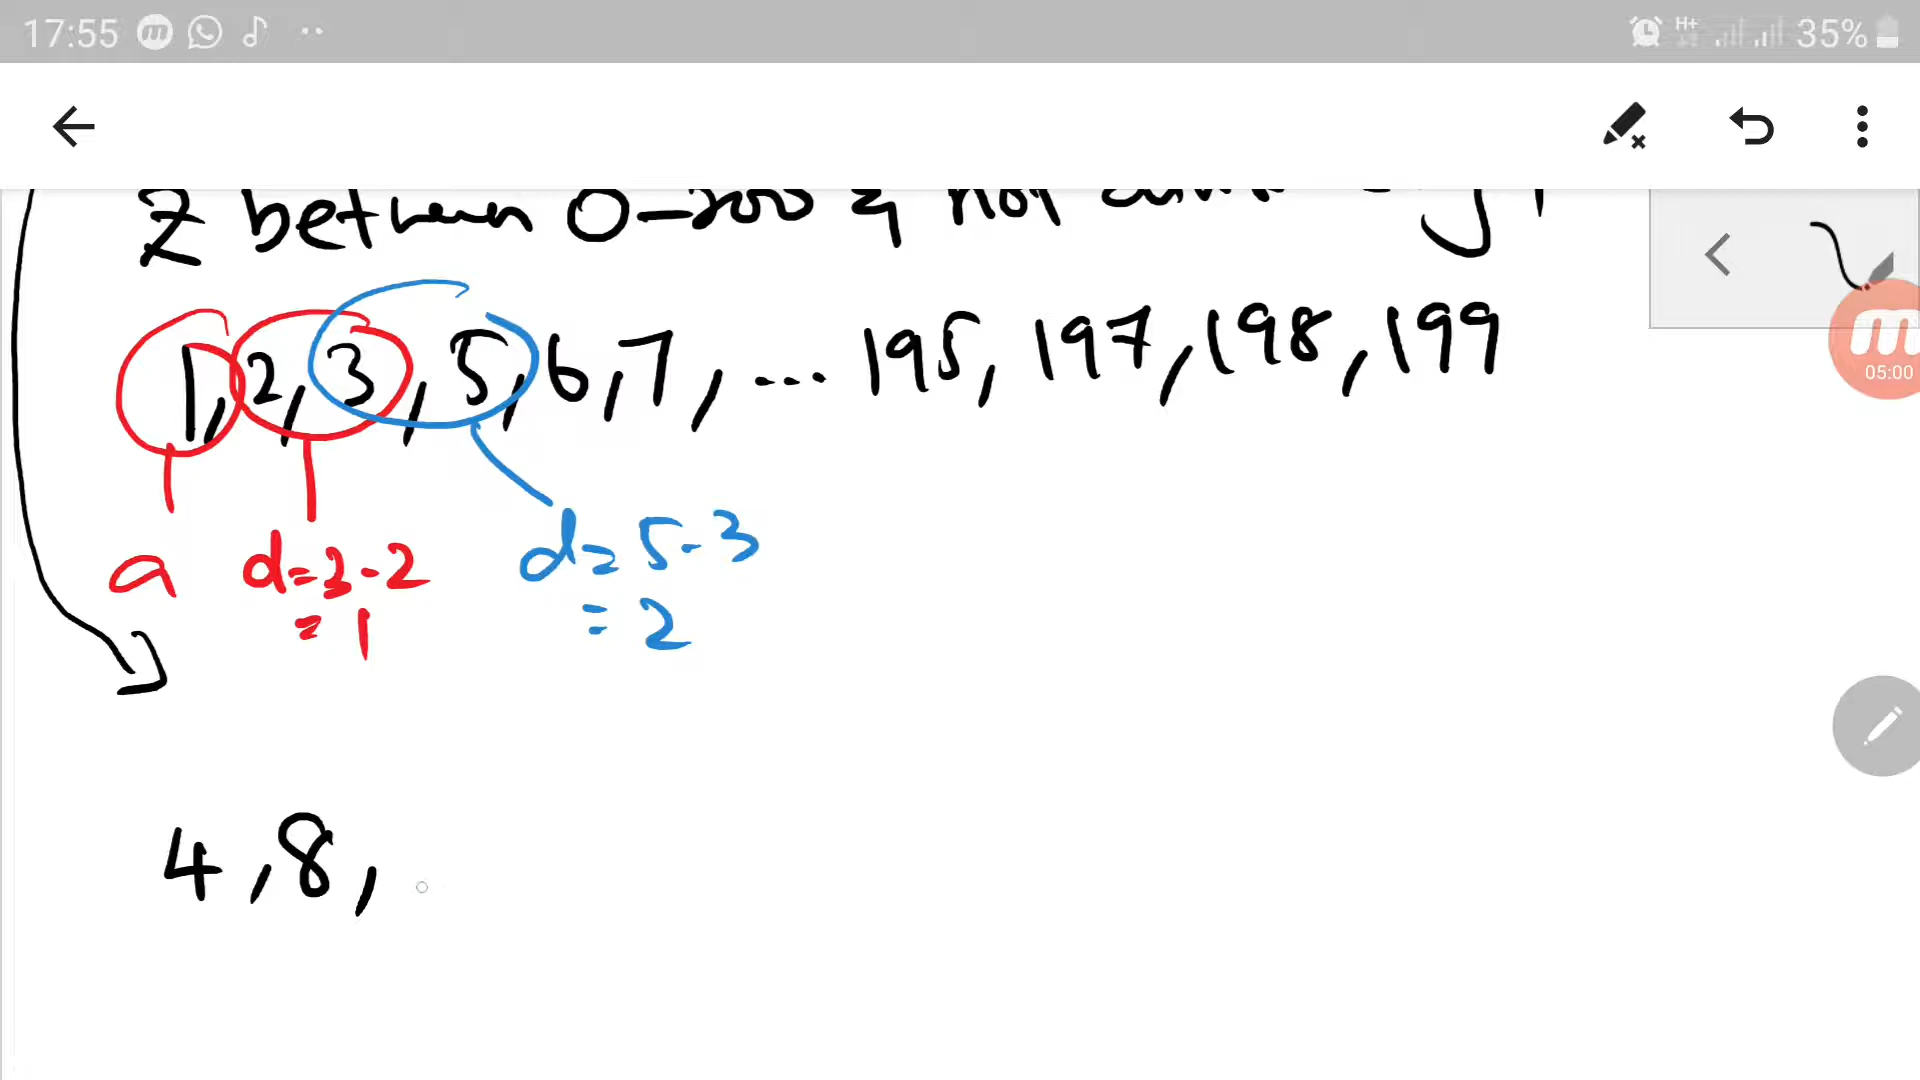 17:55 35%
Z between 0-200 & not
1, 2, 3, 5, 6, 7, ... 195, 197, 198, 199
05:00
a d=3-2 d=5-3
=1 =2
4, 8,